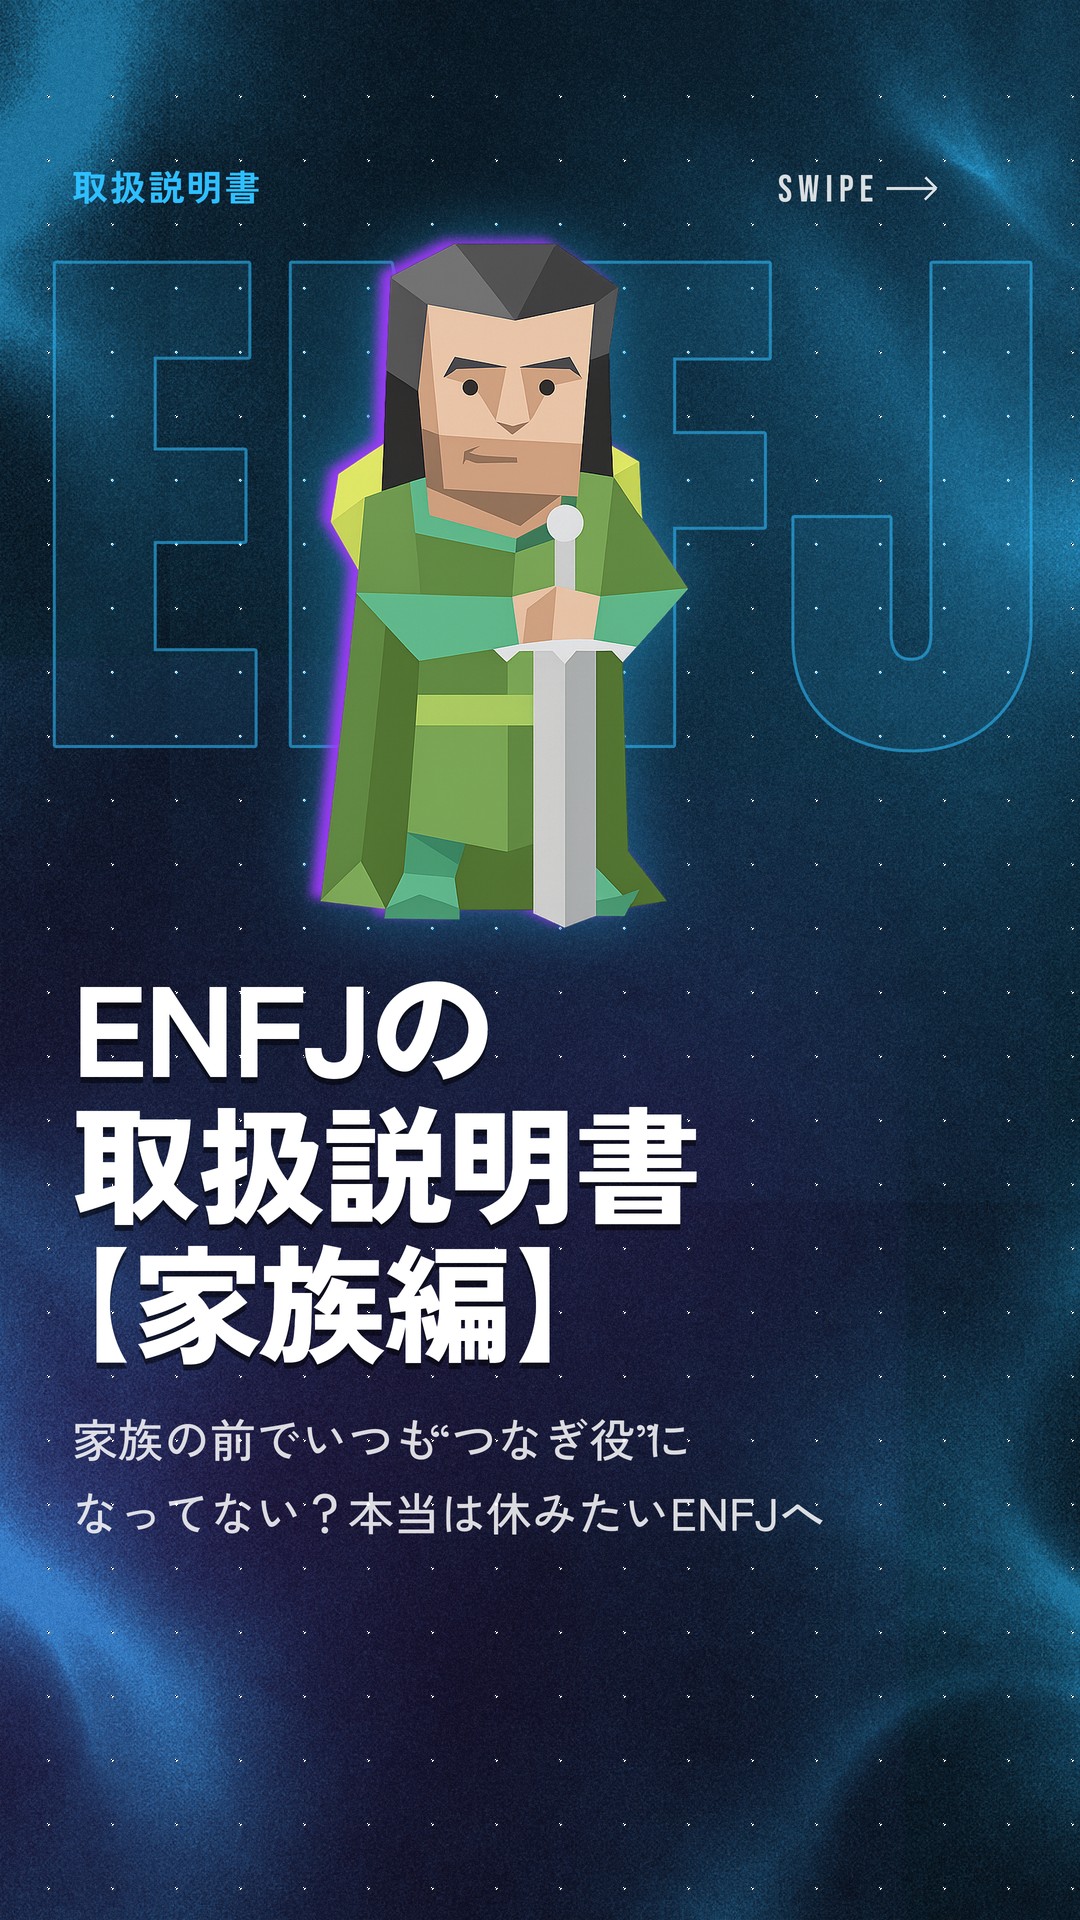 取扱説明書
SWIPE →
ENFJ
ENFJの
取扱説明書
【家族編】
家族の前でいつも“つなぎ役”に
なってない？本当は休みたいENFJへ